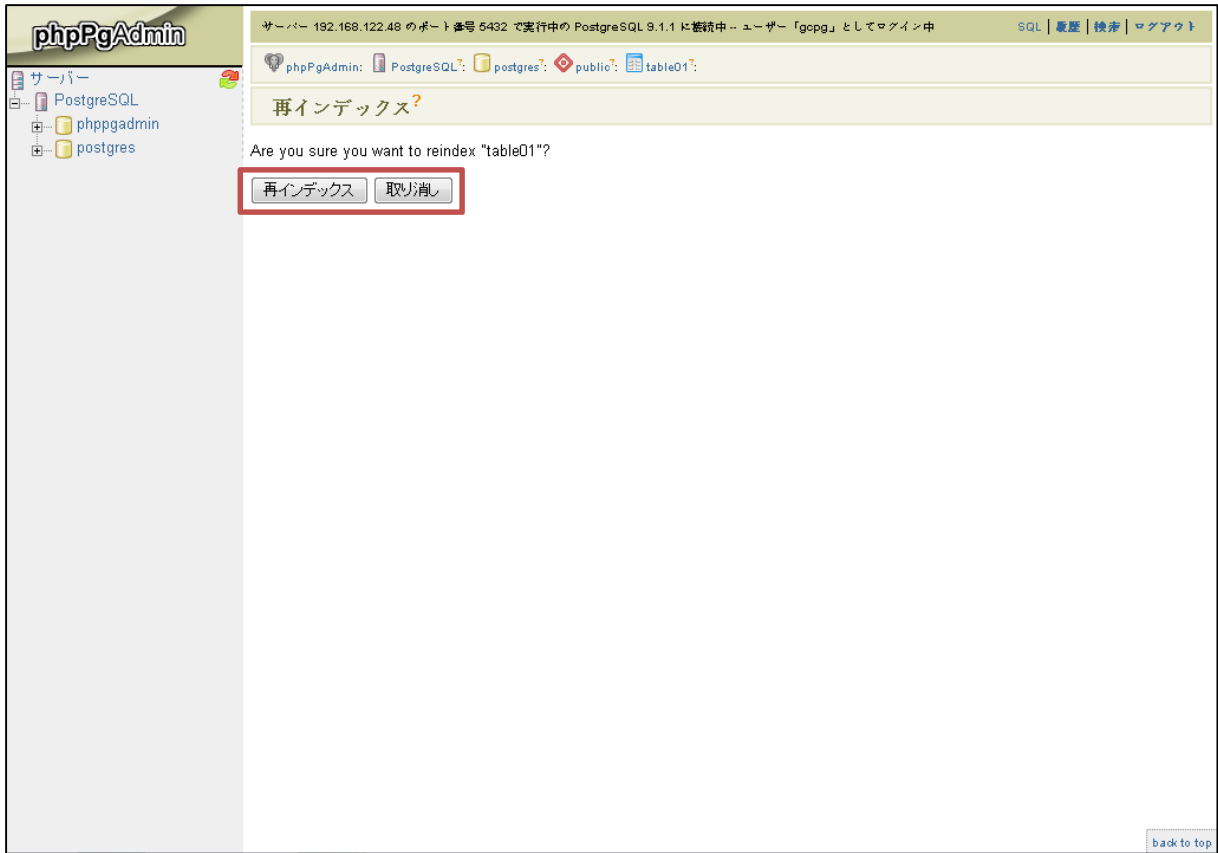 phpPgAdmin
サーバー
PostgreSQL
phppgadmin
postgres
サーバー 192.168.122.48 のポート番号 5432 で実行中の PostgreSQL 9.1.1 に接続中 -- ユーザー「gopg」としてログイン中
SQL | 履歴 | 検索 | ログアウト
phpPgAdmin: PostgreSQL?: postgres?: public?: table01?:
再インデックス?
Are you sure you want to reindex "table01"?
再インデックス 取り消し
back to top